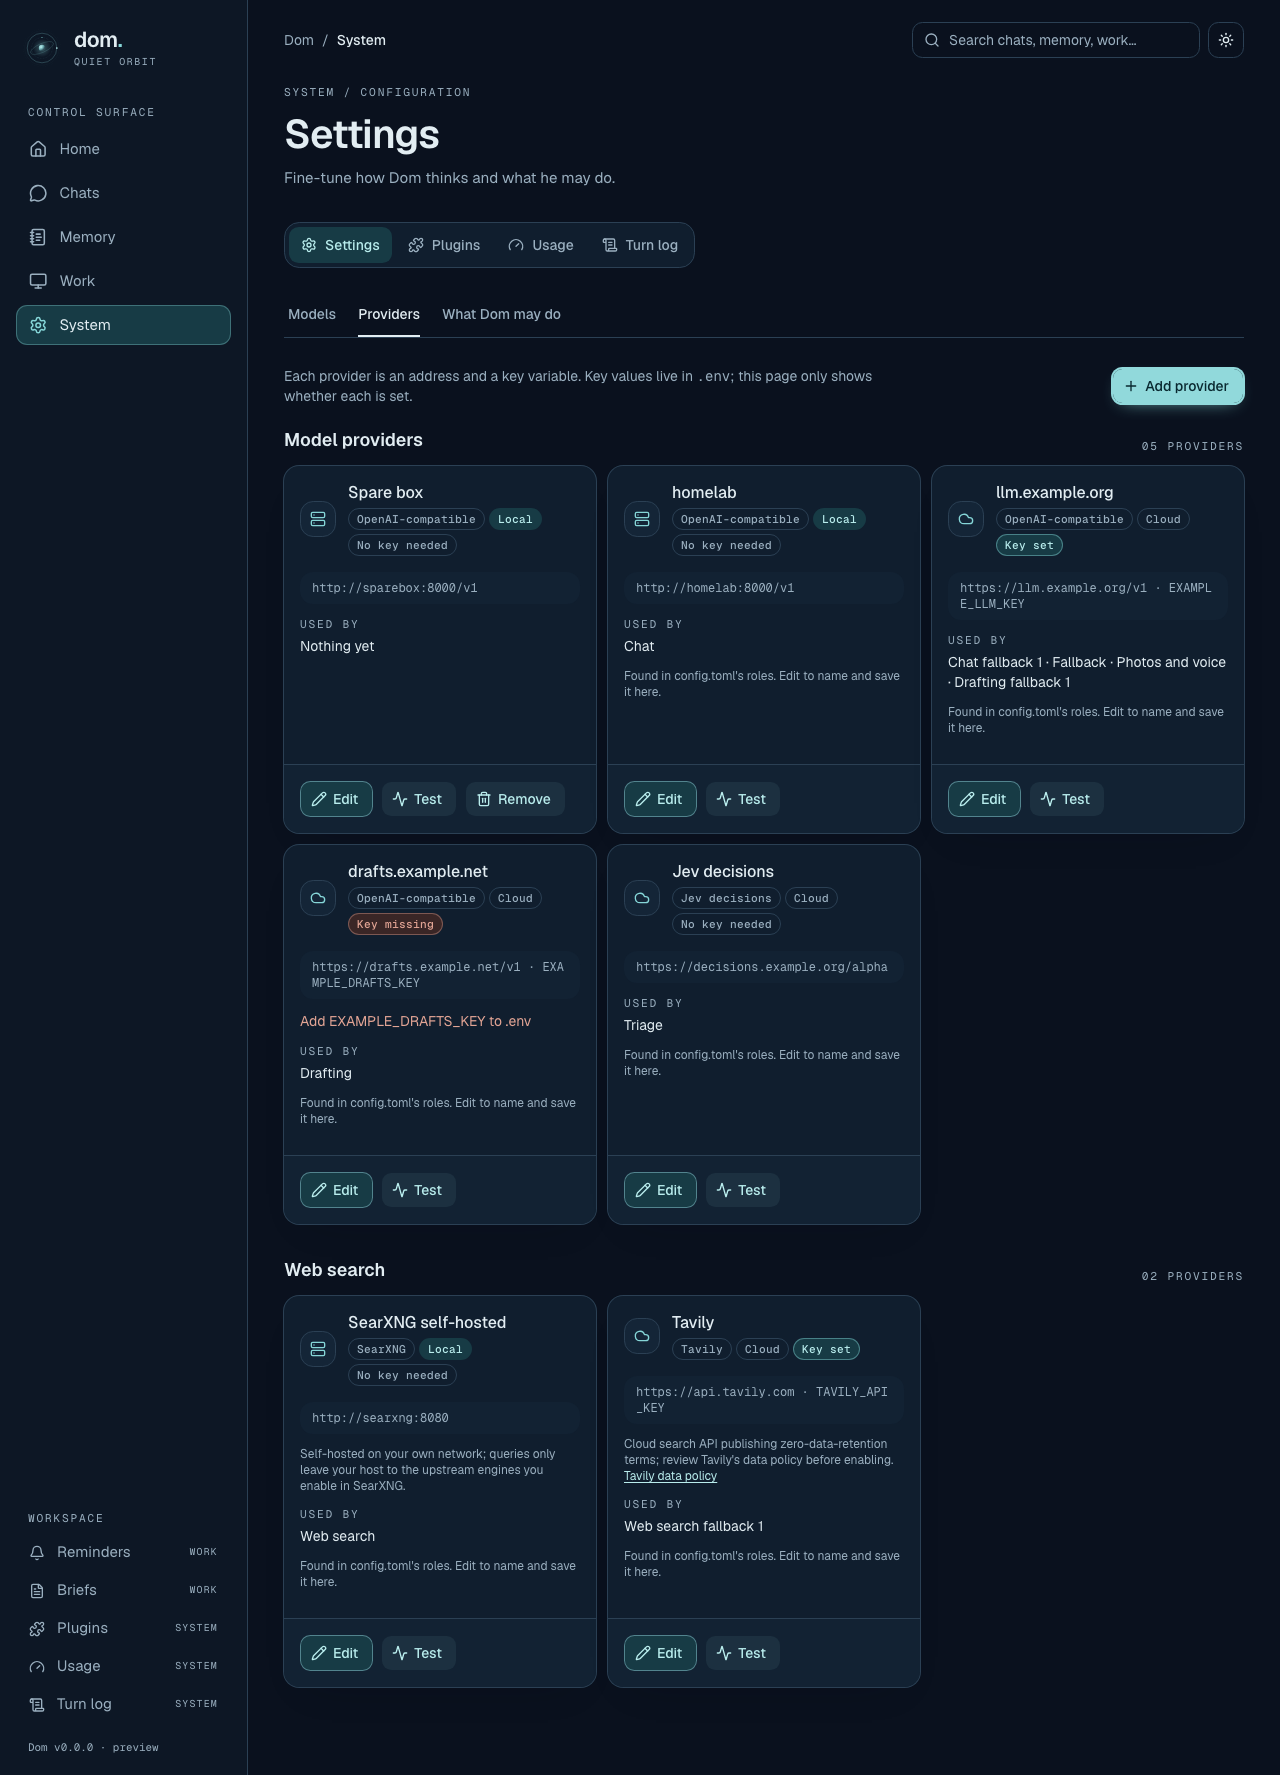 dom.
QUIET ORBIT
CONTROL SURFACE
Home
Chats
Memory
Work
System
Dom / System
Search chats, memory, work…
SYSTEM / CONFIGURATION
Settings
Fine-tune how Dom thinks and what he may do.
Settings
Plugins
Usage
Turn log
Models
Providers
What Dom may do
Each provider is an address and a key variable. Key values live in .env; this page only shows
whether each is set.
Add provider
Model providers
05 PROVIDERS
Spare box
OpenAI-compatible Local
No key needed
http://sparebox:8000/v1
USED BY
Nothing yet
Edit Test Remove
homelab
OpenAI-compatible Local
No key needed
http://homelab:8000/v1
USED BY
Chat
Found in config.toml's roles. Edit to name and save
it here.
Edit Test
llm.example.org
OpenAI-compatible Cloud
Key set
https://llm.example.org/v1 · EXAMPL
E_LLM_KEY
USED BY
Chat fallback 1 · Fallback · Photos and voice
· Drafting fallback 1
Found in config.toml's roles. Edit to name and save
it here.
Edit Test
drafts.example.net
OpenAI-compatible Cloud
Key missing
https://drafts.example.net/v1 · EXA
MPLE_DRAFTS_KEY
Add EXAMPLE_DRAFTS_KEY to .env
USED BY
Drafting
Found in config.toml's roles. Edit to name and save
it here.
Edit Test
Jev decisions
Jev decisions Cloud
No key needed
https://decisions.example.org/alpha
USED BY
Triage
Found in config.toml's roles. Edit to name and save
it here.
Edit Test
Web search
02 PROVIDERS
SearXNG self-hosted
SearXNG Local
No key needed
http://searxng:8080
Self-hosted on your own network; queries only
leave your host to the upstream engines you
enable in SearXNG.
USED BY
Web search
Found in config.toml's roles. Edit to name and save
it here.
Edit Test
Tavily
Tavily Cloud Key set
https://api.tavily.com · TAVILY_API
_KEY
Cloud search API publishing zero-data-retention
terms; review Tavily's data policy before enabling.
Tavily data policy
USED BY
Web search fallback 1
Found in config.toml's roles. Edit to name and save
it here.
Edit Test
WORKSPACE
Reminders WORK
Briefs WORK
Plugins SYSTEM
Usage SYSTEM
Turn log SYSTEM
Dom v0.0.0 · preview